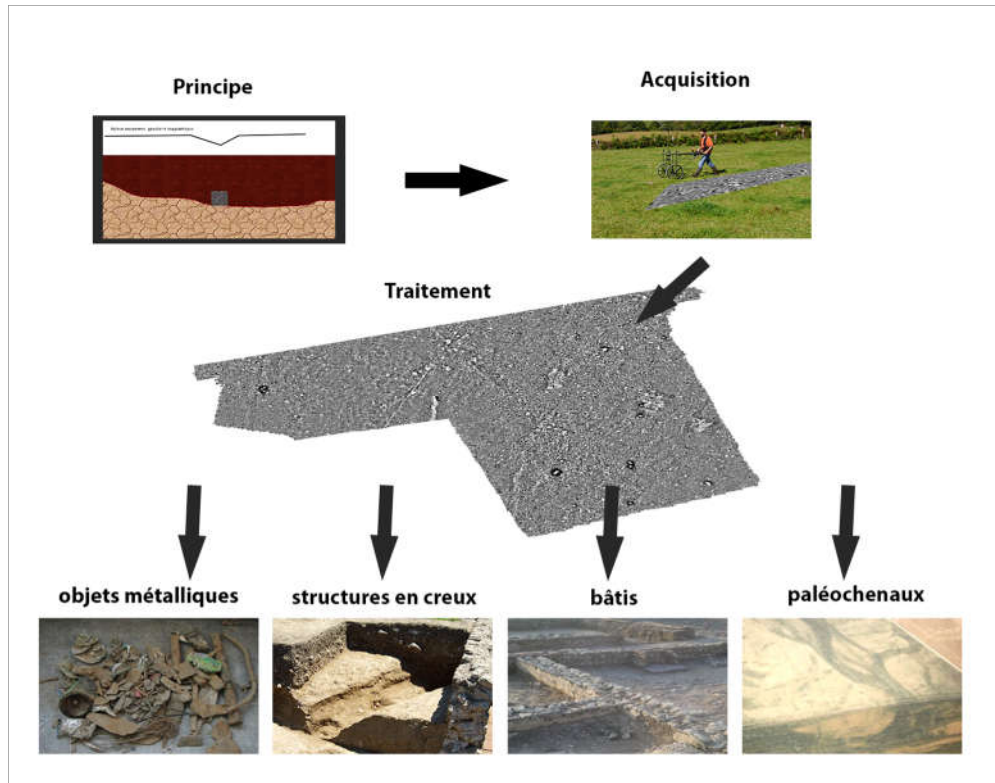 Principe
Acquisition
Traitement
objets métalliques
structures en creux
bâtis
paléochenaux